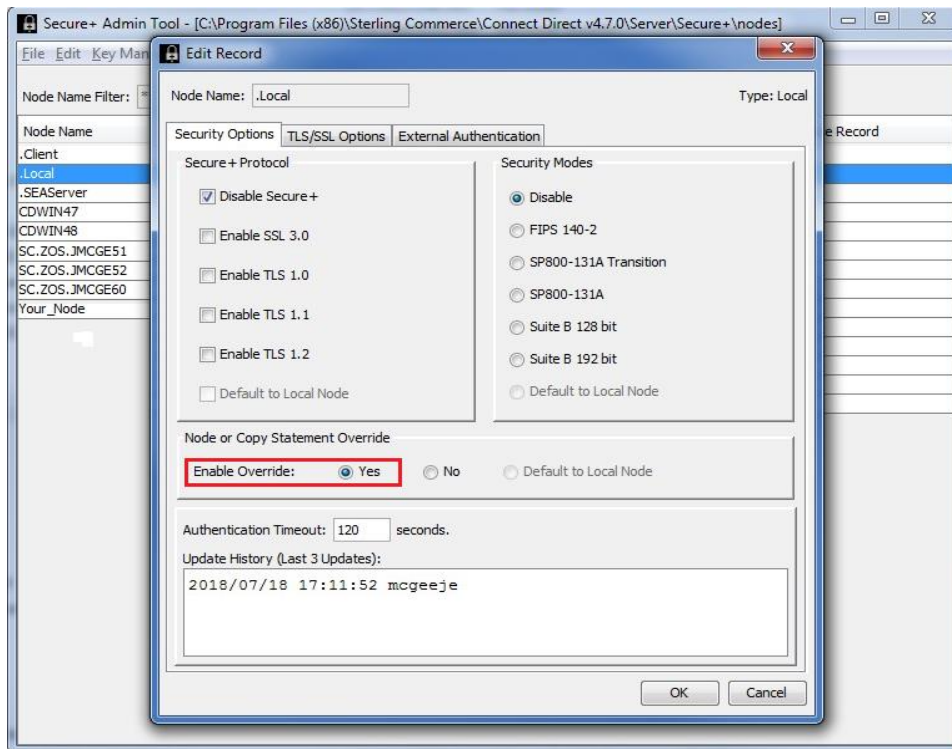 Secure+ Admin Tool - [C:\Program Files (x86)\Sterling Commerce\Connect Direct v4.7.0\Server\Secure+\nodes]
File Edit Key Man
Edit Record
Node Name Filter: *
Node Name: .Local
Type: Local
Node Name
e Record
.Client
.Local
.SEAServer
CDWIN47
CDWIN48
SC.ZOS.JMCGE51
SC.ZOS.JMCGE52
SC.ZOS.JMCGE60
Your_Node
Security Options TLS/SSL Options External Authentication
Secure+ Protocol
Disable Secure+
Enable SSL 3.0
Enable TLS 1.0
Enable TLS 1.1
Enable TLS 1.2
Default to Local Node
Security Modes
Disable
FIPS 140-2
SP800-131A Transition
SP800-131A
Suite B 128 bit
Suite B 192 bit
Default to Local Node
Node or Copy Statement Override
Enable Override: Yes No Default to Local Node
Authentication Timeout: 120 seconds.
Update History (Last 3 Updates):
2018/07/18 17:11:52 mcgeeje
OK Cancel